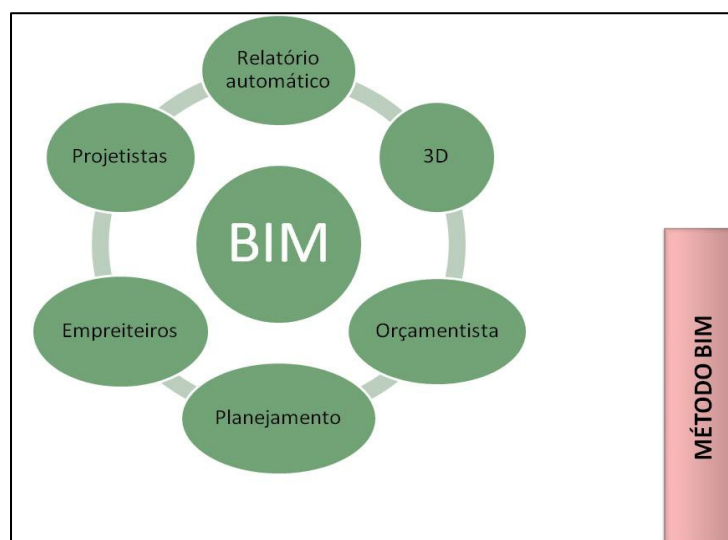 Relatório
automático
Projetistas
3D
BIM
Empreiteiros
Orçamentista
Planejamento
MÉTODO BIM